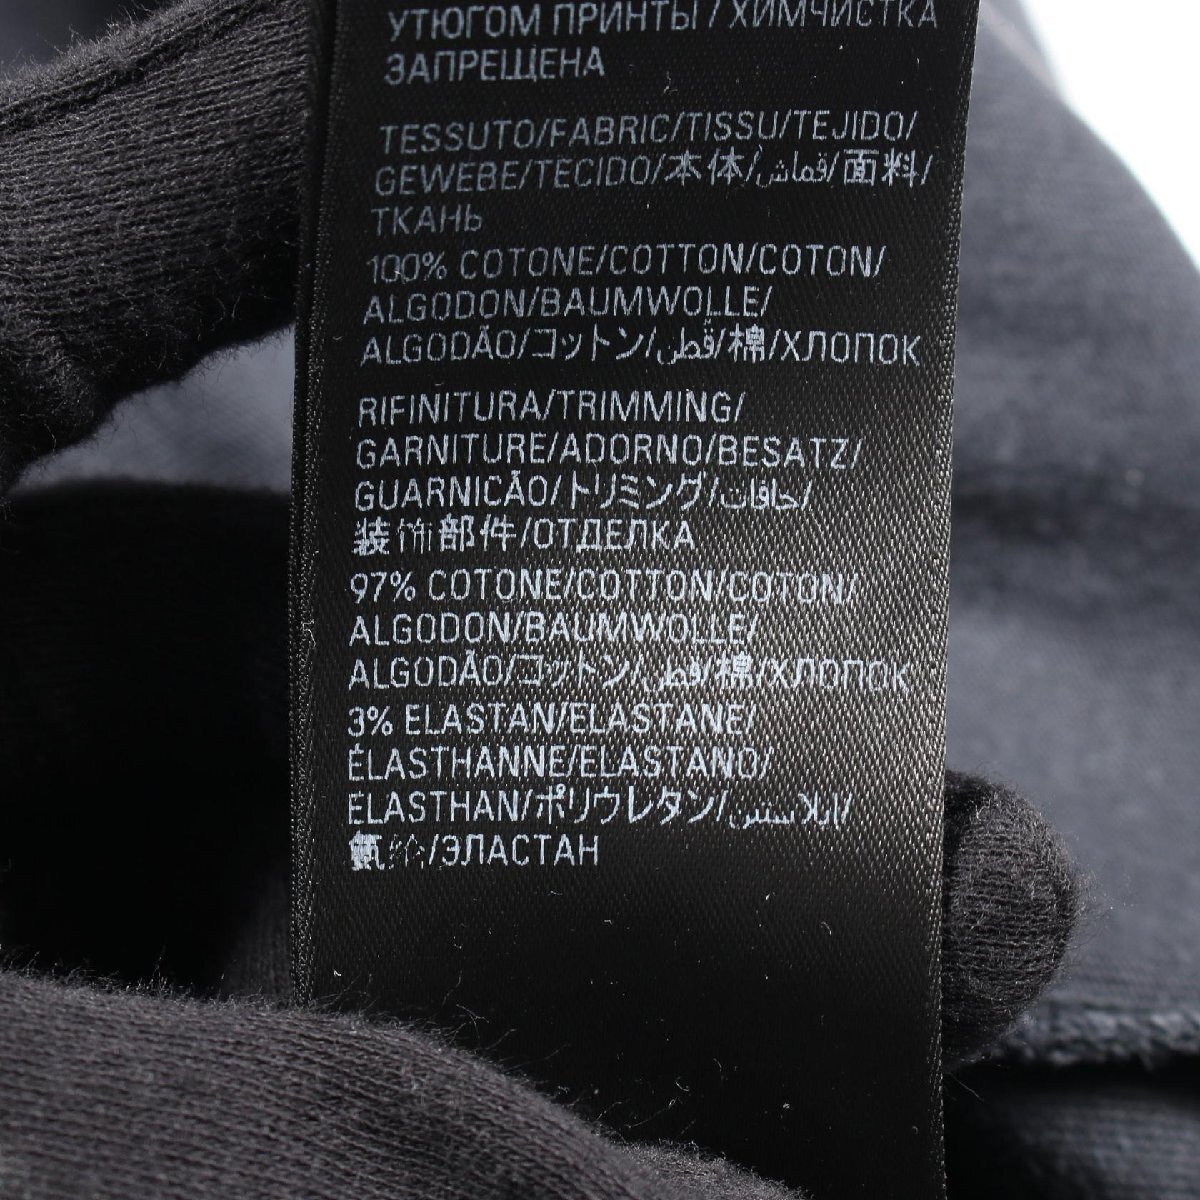 УТЮГОМ ПРИНТЫ / ХИМЧИСТКА
ЗАПРЕЩЕНА
TESSUTO/FABRIC/TISSU/TEJIDO/
GEWEBE/TECIDO/本体/قماش/面料/
ТКАНЬ
100% COTONE/COTTON/COTON/
ALGODON/BAUMWOLLE/
ALGODÃO/コットン/قطن/棉/ХЛОПОК
RIFINITURA/TRIMMING/
GARNITURE/ADORNO/BESATZ/
GUARNICÃO/トリミング/حافات/
装饰部件/ОТДЕЛКА
97% COTONE/COTTON/COTON/
ALGODON/BAUMWOLLE/
ALGODÃO/コットン/قطن/棉/ХЛОПОК
3% ELASTAN/ELASTANE/
ÉLASTHANNE/ELASTANO/
ELASTHAN/ポリウレタン/إيلاستين/
氨纶/ЭЛАСТАН